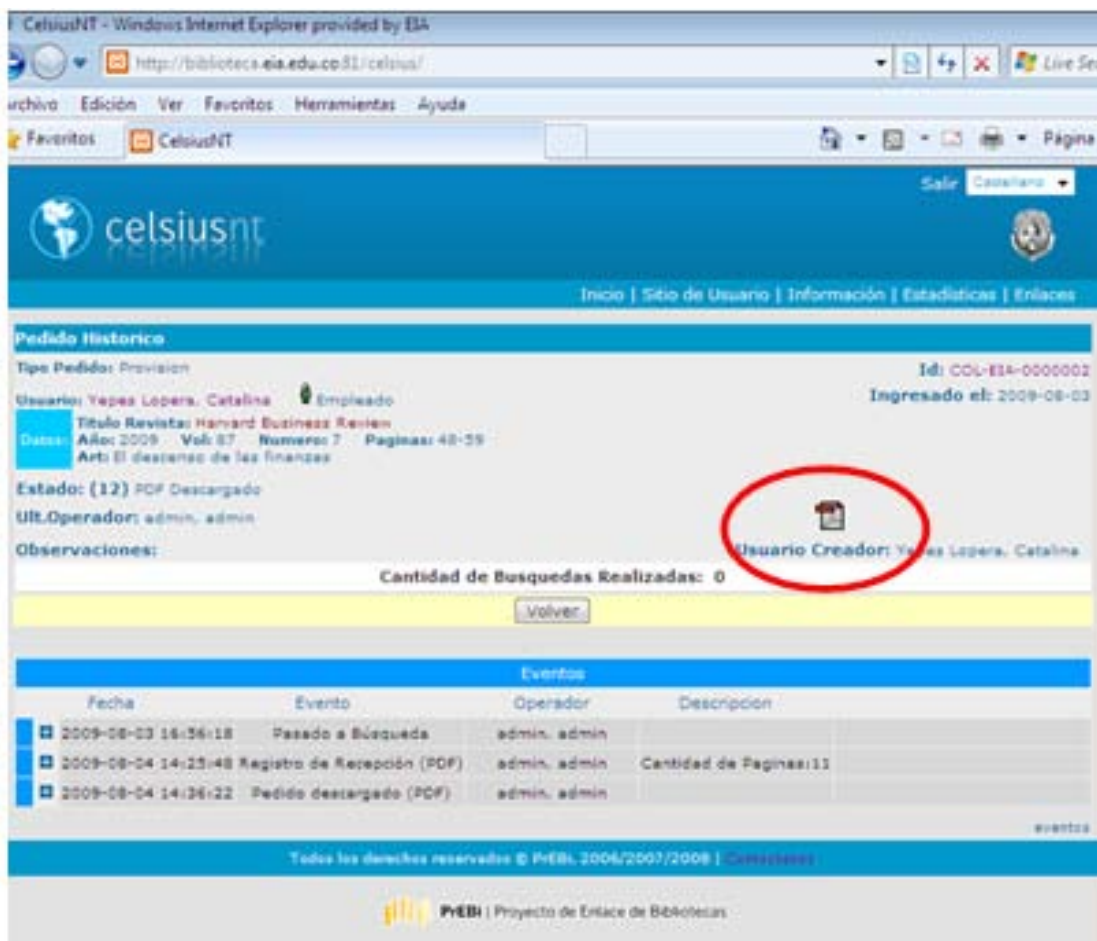 CelsiusNT - Windows Internet Explorer provided by EIA
http://biblioteca.eia.edu.co:81/celsius/
Live Se
Archivo Edición Ver Favoritos Herramientas Ayuda
Favoritos CelsiusNT Página
Salir Castellano
celsiusnt
Inicio | Sitio de Usuario | Información | Estadísticas | Enlaces
Pedido Historico
Tipo Pedido: Provision Id: COL-EIA-0000002
Usuario: Yepes Lopera, Catalina Empleado Ingresado el: 2009-08-03
Datos: Titulo Revista: Harvard Business Review
Año: 2009 Vol: 87 Numero: 7 Paginas: 48-59
Art: El descenso de las finanzas
Estado: (12) PDF Descargado
Ult.Operador: admin, admin
Observaciones: Usuario Creador: Yepes Lopera, Catalina
Cantidad de Busquedas Realizadas: 0
Volver
Eventos
Fecha Evento Operador Descripcion
2009-08-03 16:56:18 Pasado a Búsqueda admin, admin
2009-08-04 14:25:48 Registro de Recepción (PDF) admin, admin Cantidad de Paginas:11
2009-08-04 14:36:22 Pedido descargado (PDF) admin, admin
eventos
Todos los derechos reservados © PrEBi, 2006/2007/2008 |
PrEBi | Proyecto de Enlace de Bibliotecas